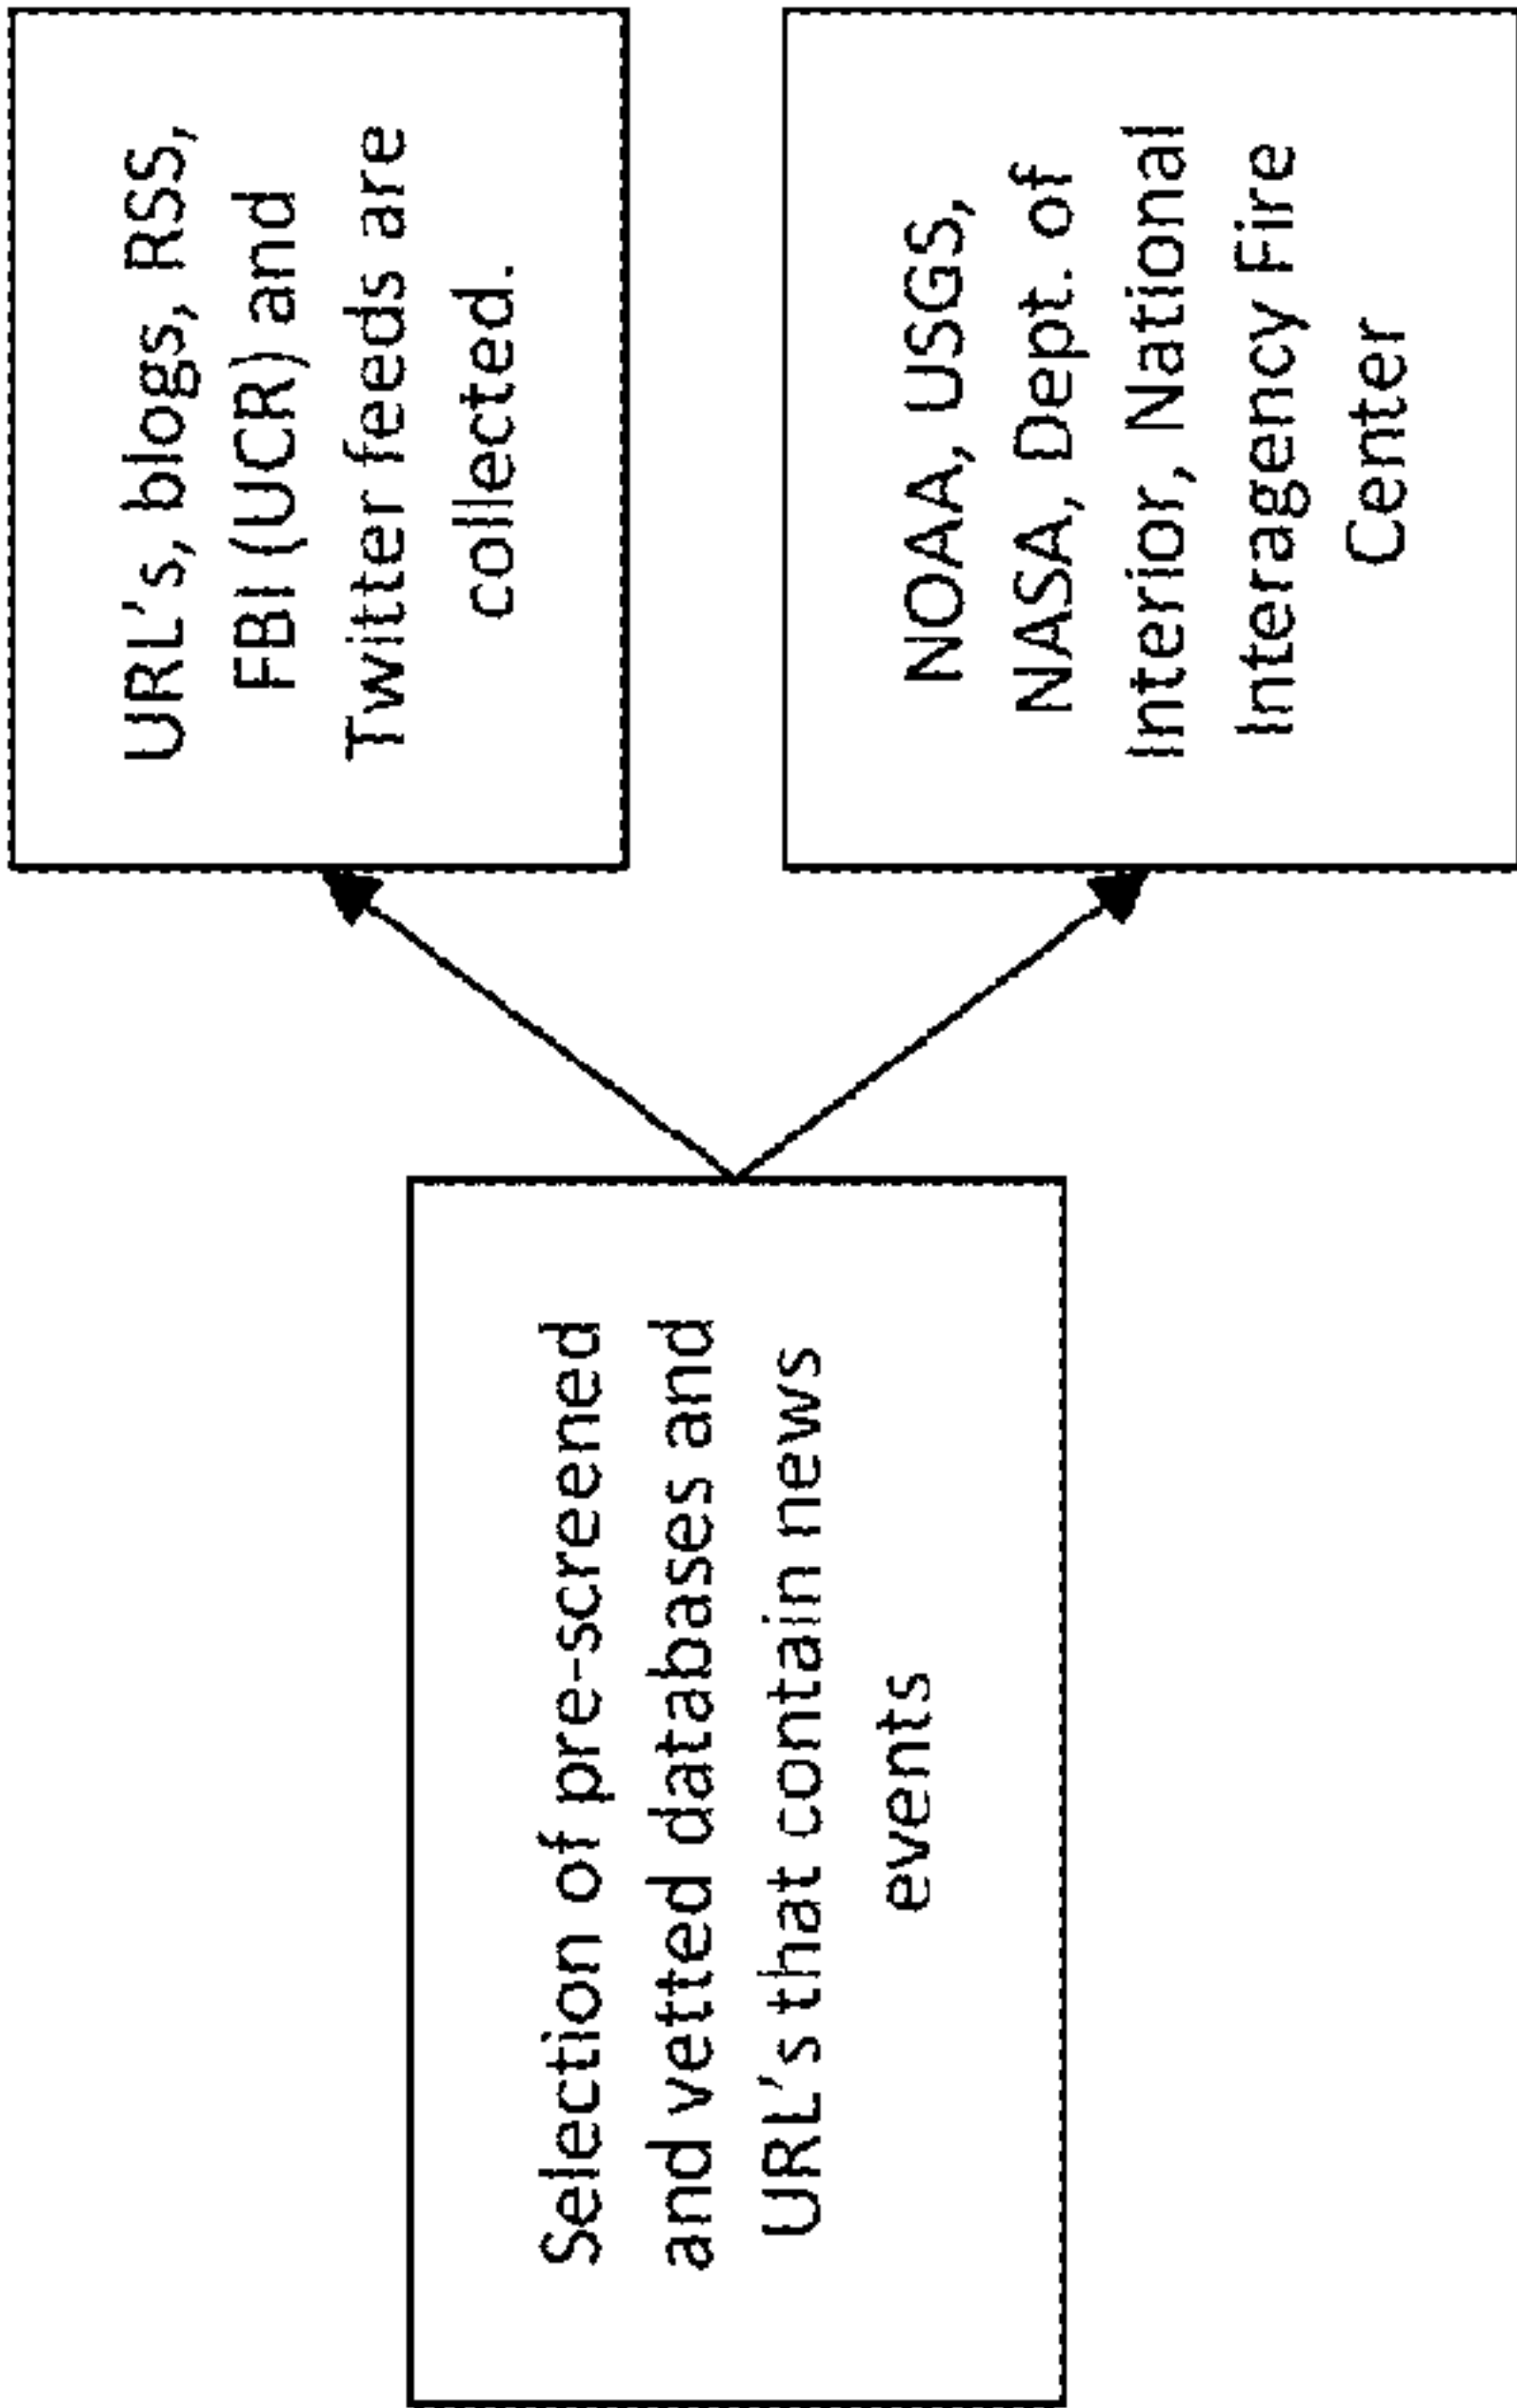 Selection of pre-screened
and vetted databases and
URL's that contain news
events
URL's, blogs, RSS,
FBI (UCR) and
Twitter feeds are
collected.
NOAA, USGS,
NASA, Dept. of
Interior, National
Interagency Fire
Center